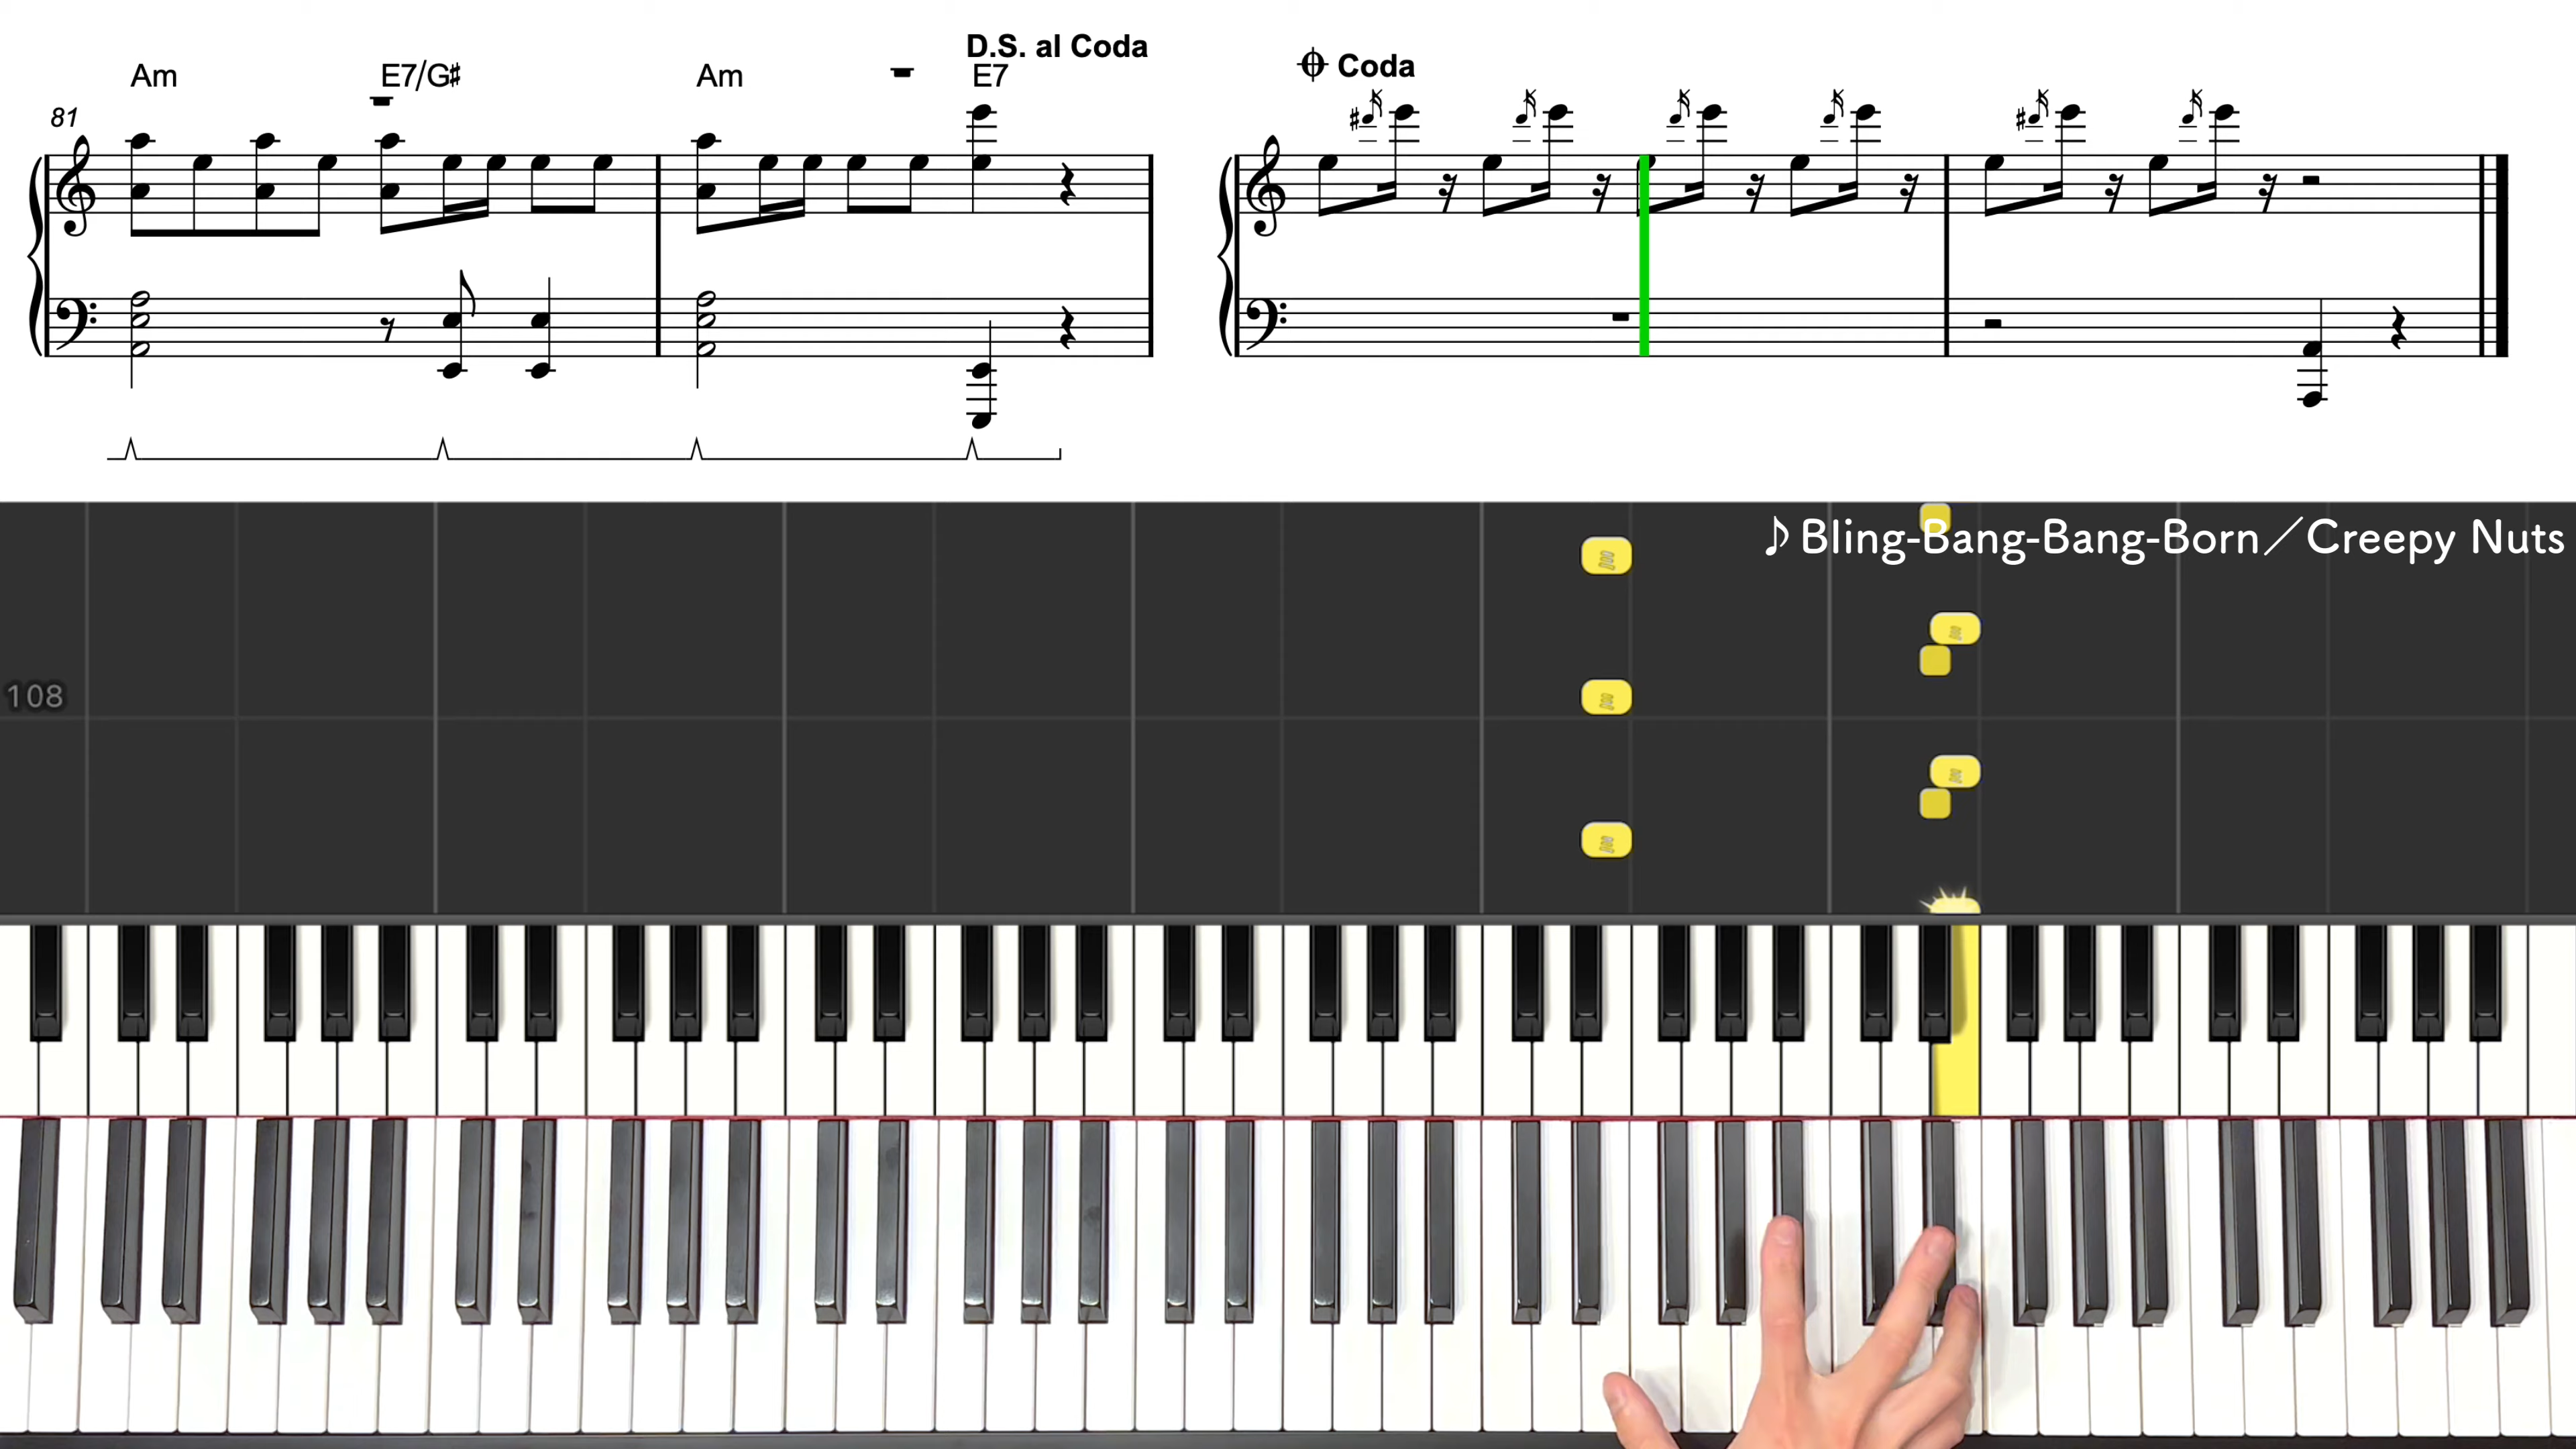 D.S. al Coda
Am E7/G♯ Am E7
Coda
81
♪Bling-Bang-Bang-Born／Creepy Nuts
108